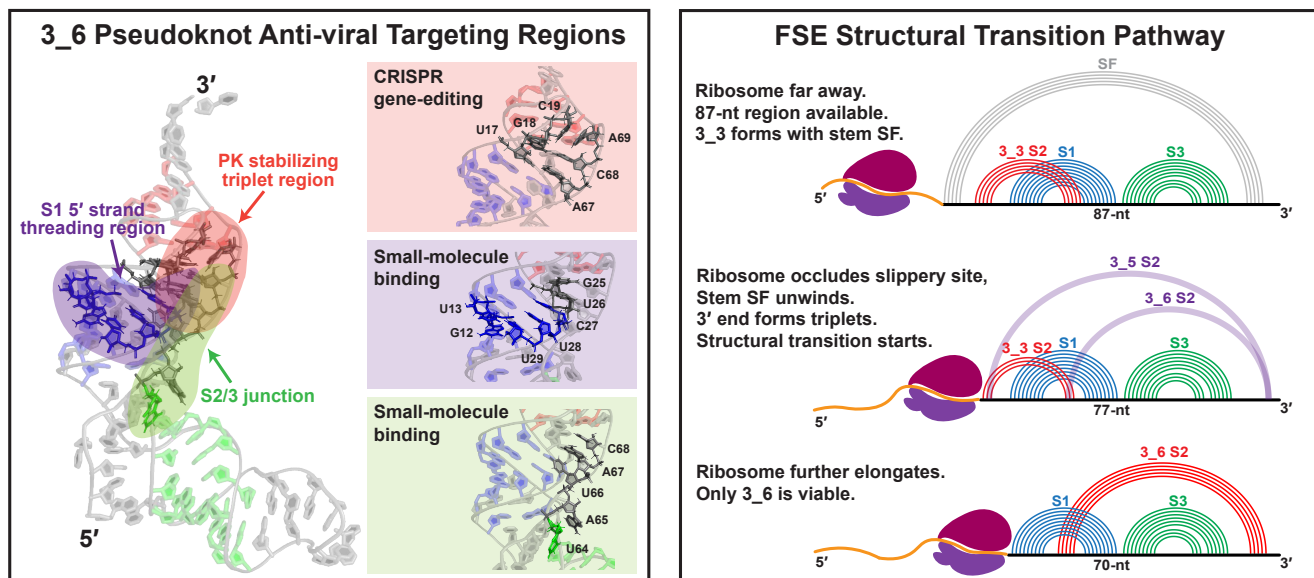 3_6 Pseudoknot Anti-viral Targeting Regions
3′
PK stabilizing
triplet region
S1 5′ strand
threading region
S2/3 junction
5′
CRISPR
gene-editing
C19
G18
U17
A69
C68
A67
Small-molecule
binding
G25
U13
U26
C27
G12
U28
U29
Small-molecule
binding
C68
A67
U66
A65
U64
FSE Structural Transition Pathway
SF
Ribosome far away.
87-nt region available.
3_3 forms with stem SF.
3_3 S2
S1
S3
5′
87-nt
3′
3_5 S2
Ribosome occludes slippery site,
Stem SF unwinds.
3′ end forms triplets.
Structural transition starts.
3_6 S2
3_3 S2
S1
S3
5′
77-nt
3′
3_6 S2
Ribosome further elongates.
Only 3_6 is viable.
S1
S3
5′
70-nt
3′